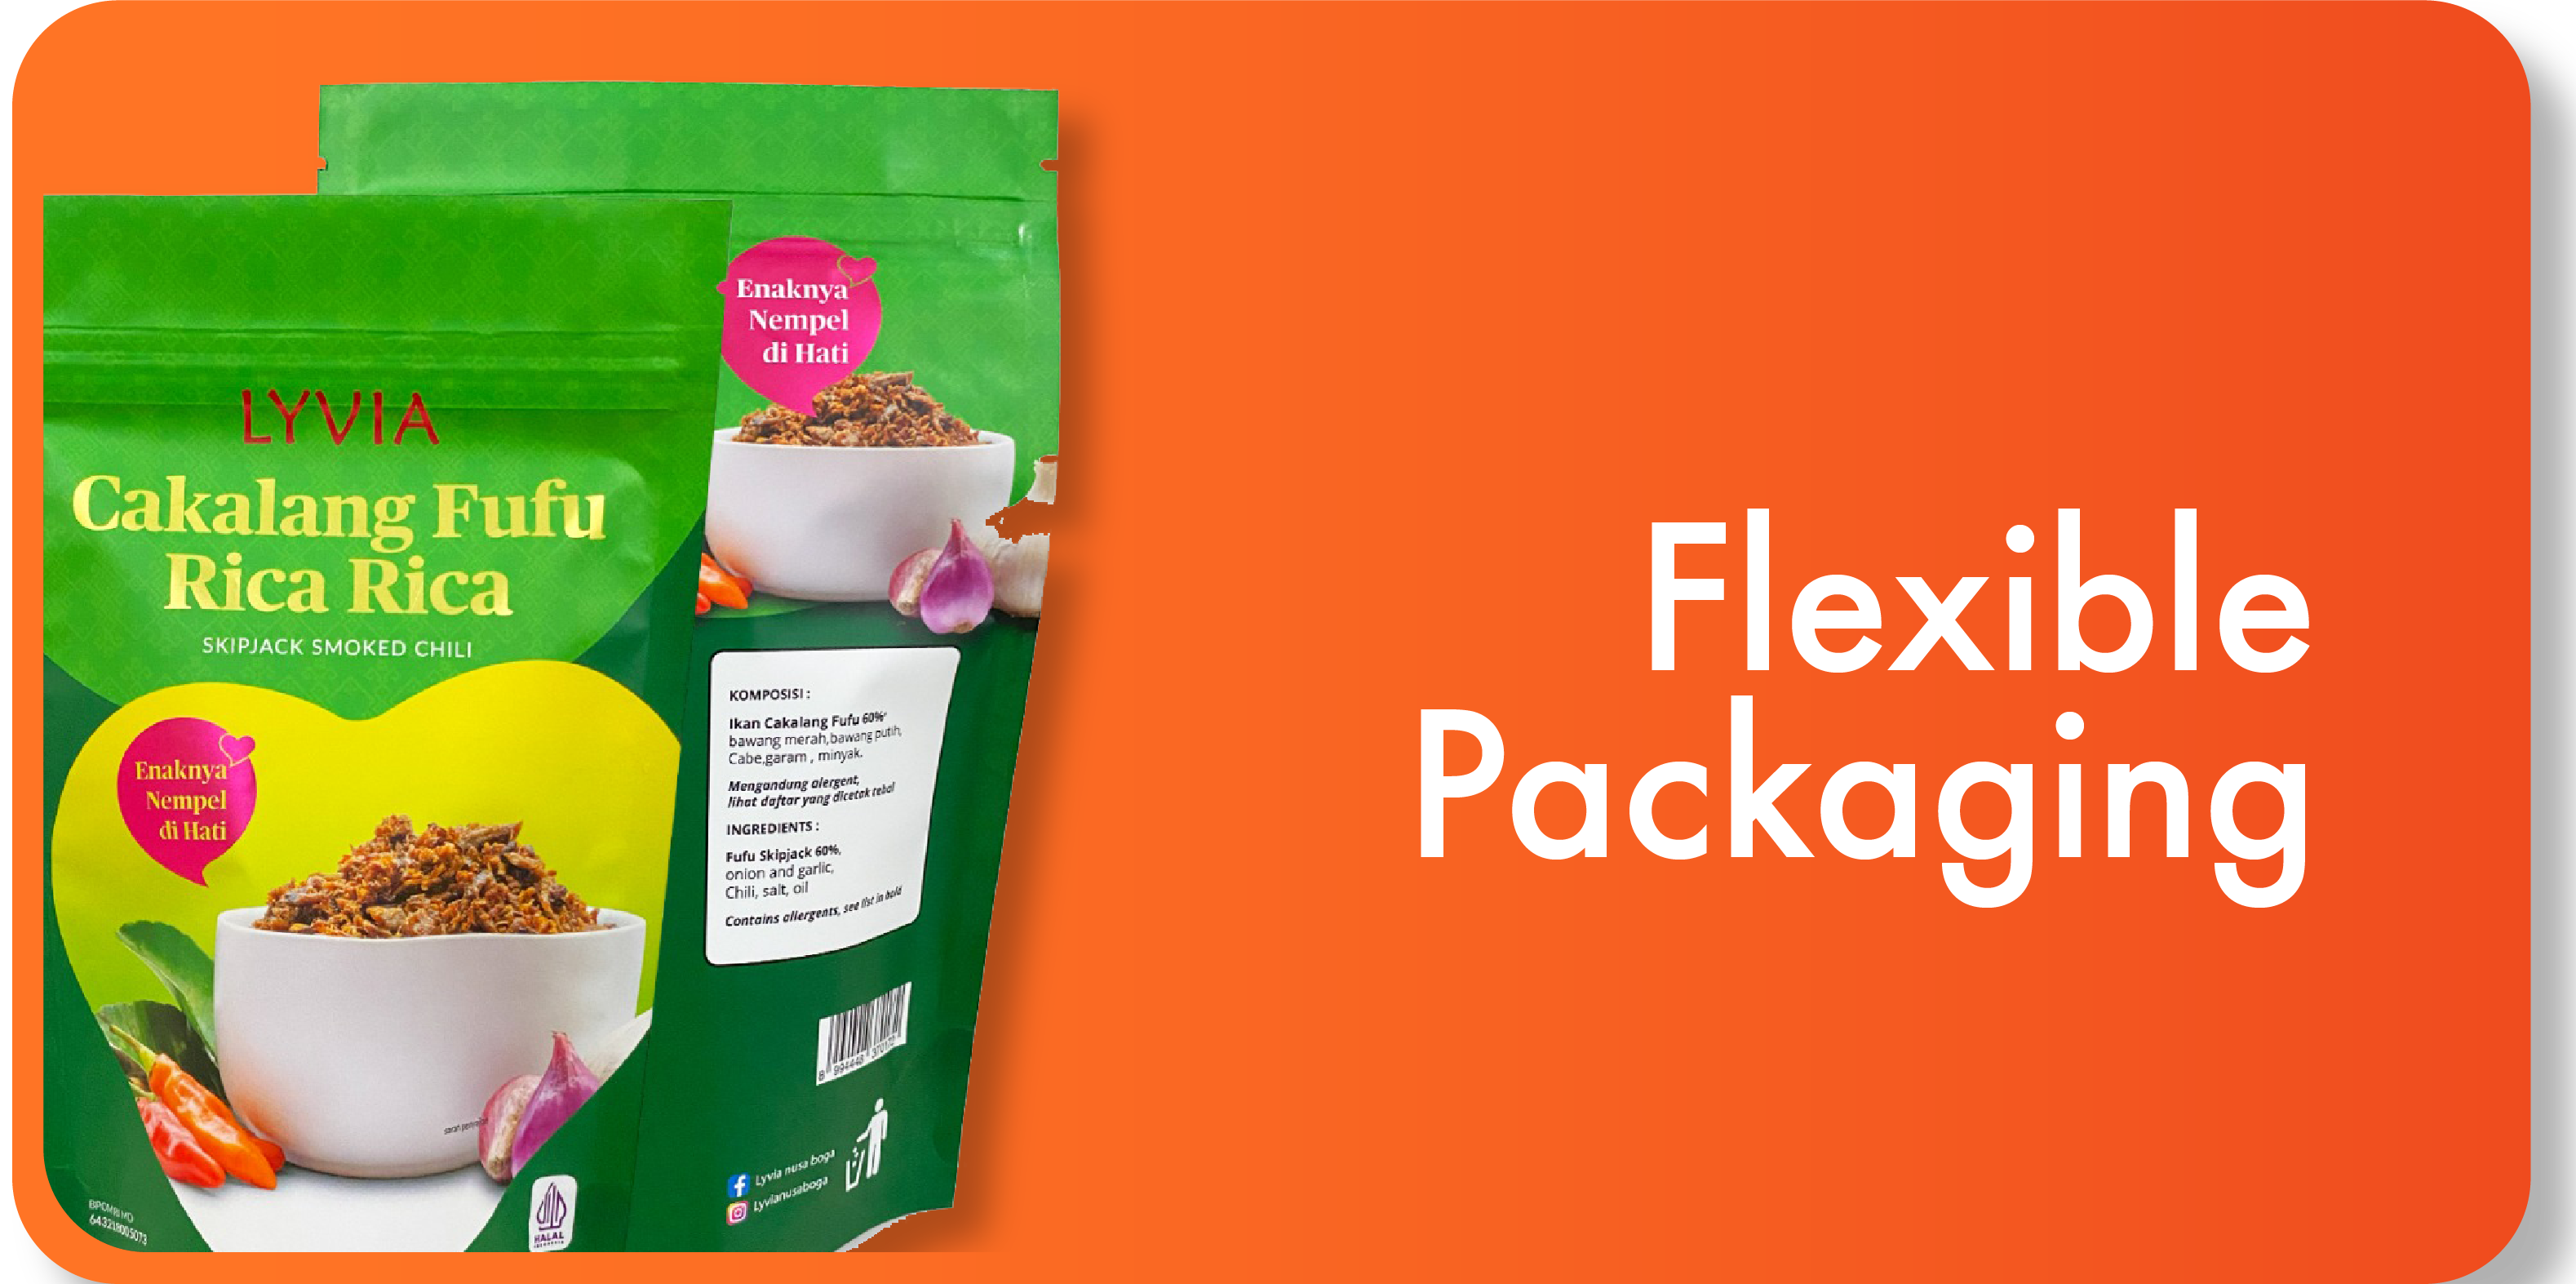 LYVIA
Cakalang Fufu
Rica Rica
SKIPJACK SMOKED CHILI
Enaknya
Nempel
di Hati
HALAL
Enaknya
Nempel
di Hati
KOMPOSISI :
Ikan Cakalang Fufu 60%
bawang merah,bawang putih,
Cabe,garam , minyak.
Mengandung alergent,
lihat daftar yang dicetak tebal
INGREDIENTS :
Fufu Skipjack 60%,
onion and garlic,
Chili, salt, oil
Contains allergents, see list in bold
Lyvia nusa boga
Lyvianusaboga
Flexible
Packaging